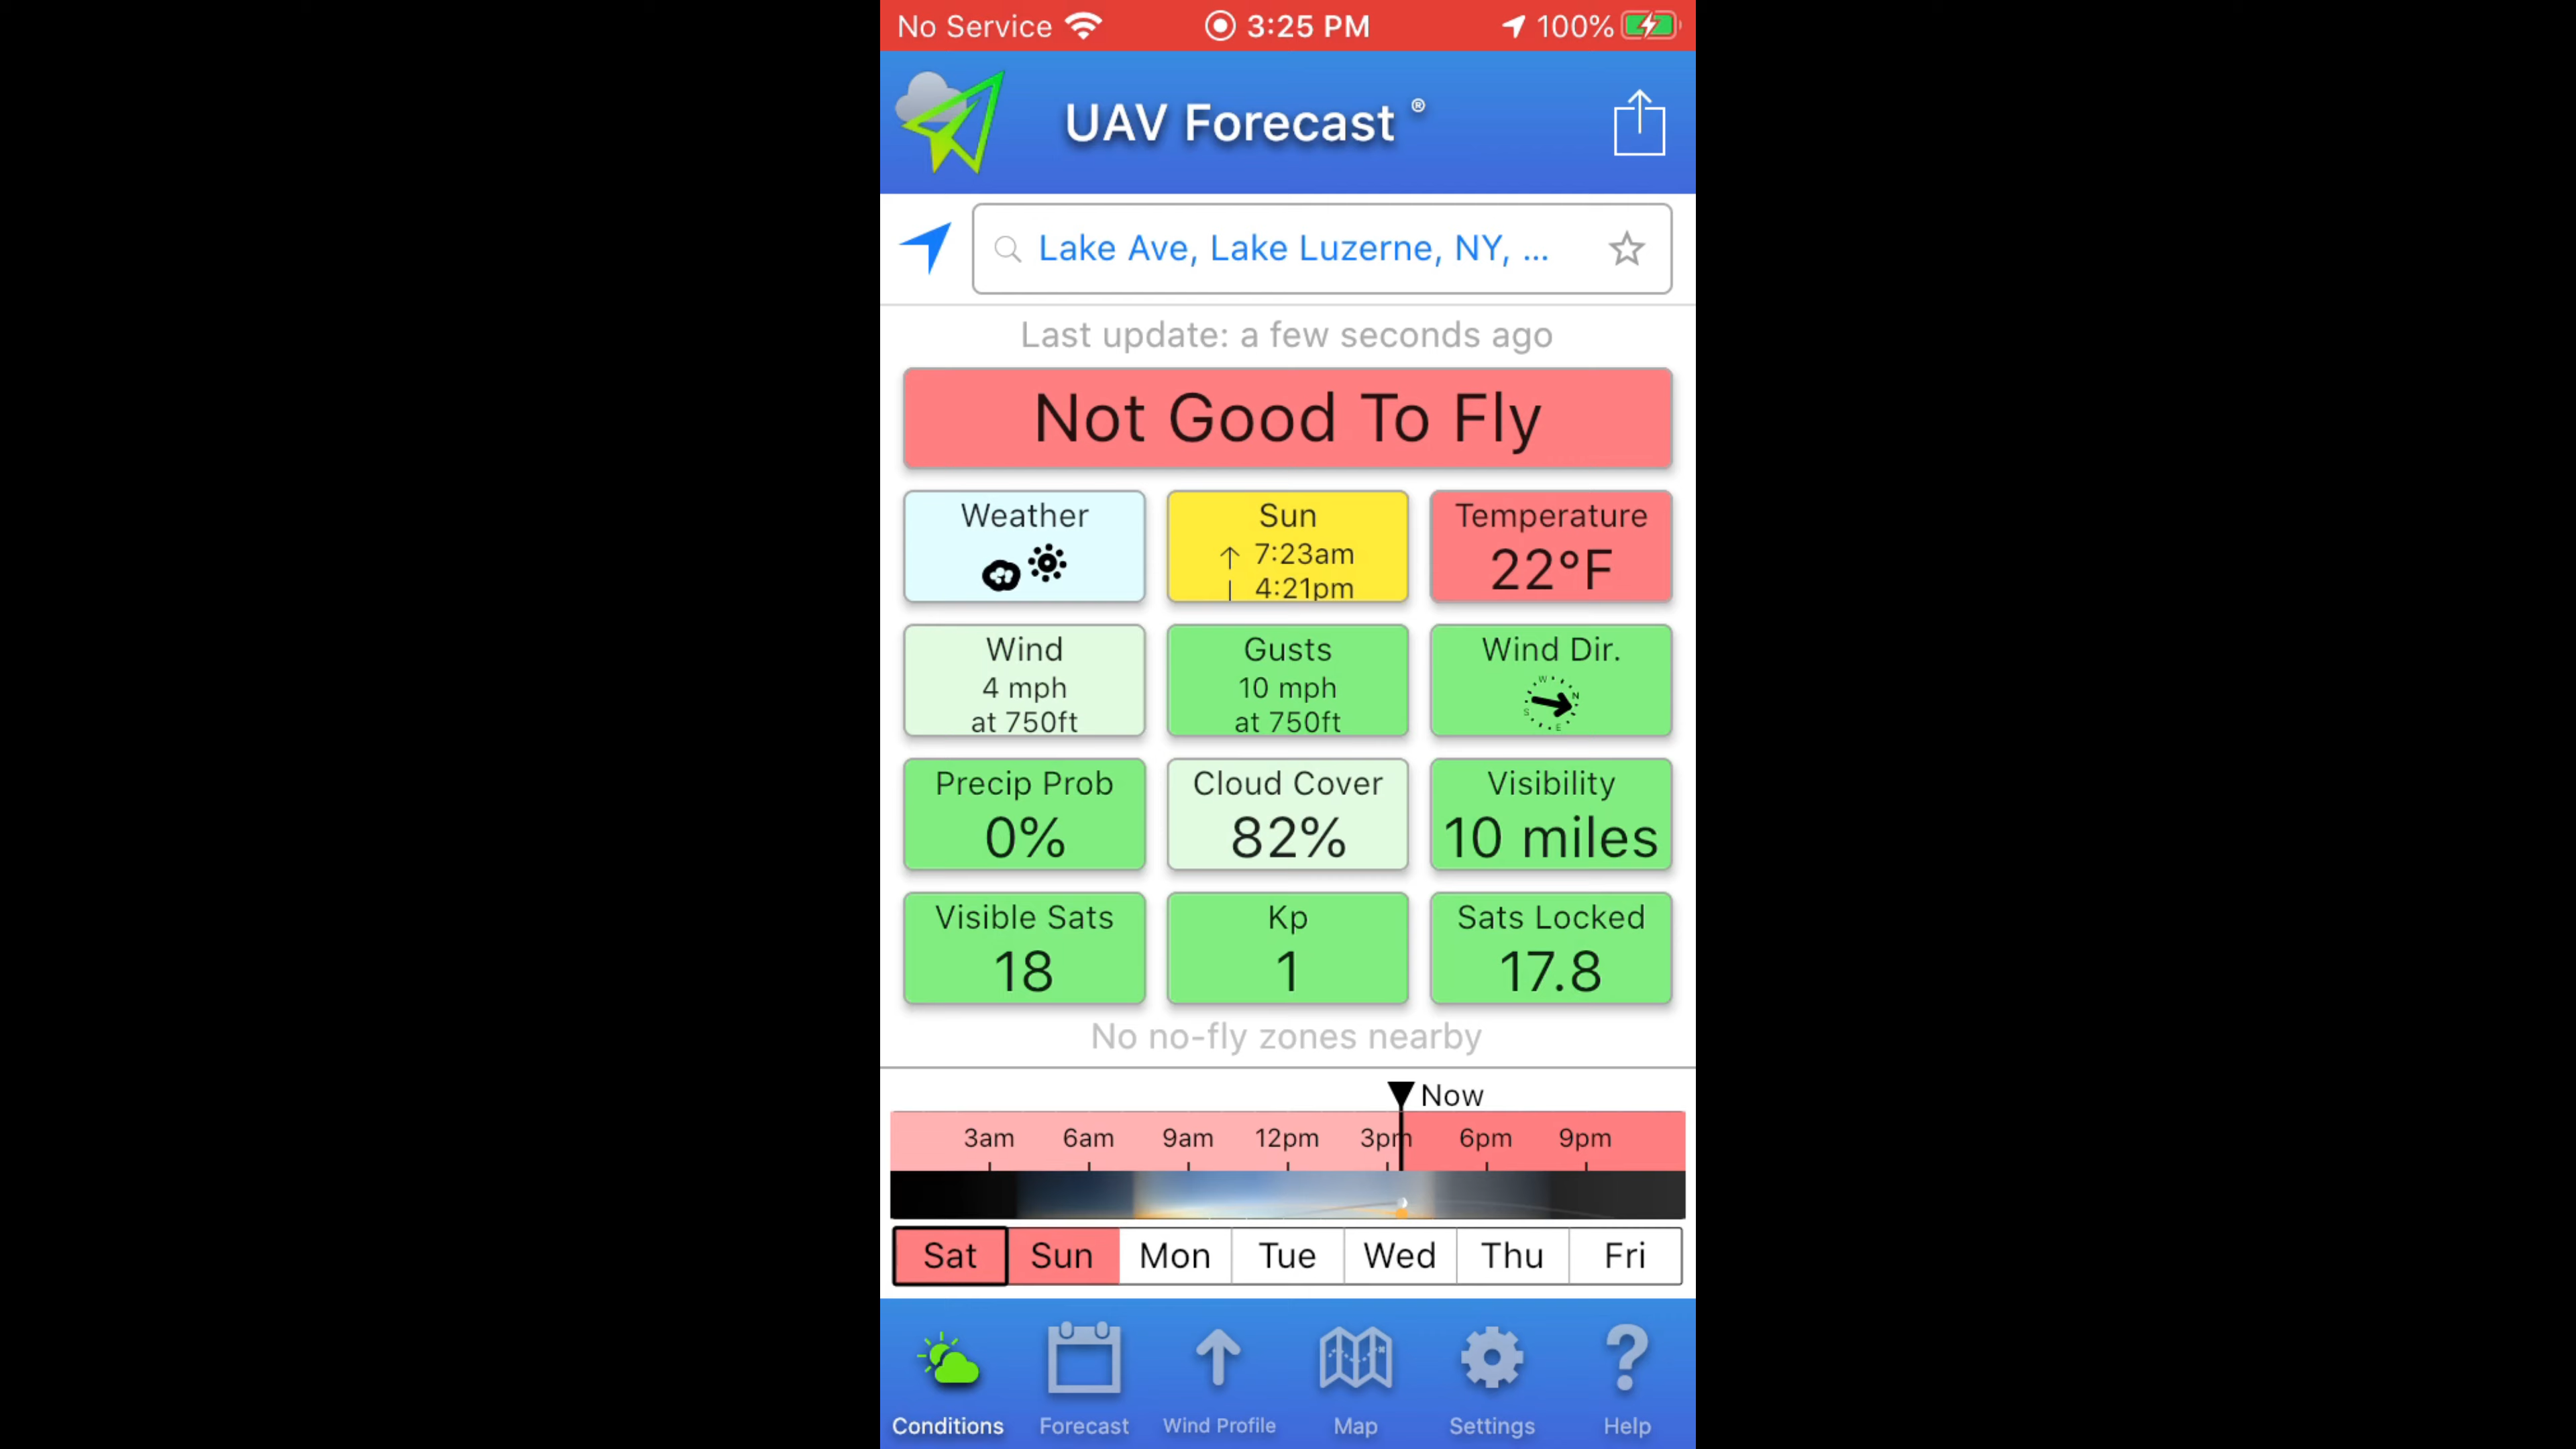 No Service 3:25 PM 100%
UAV Forecast ®
Lake Ave, Lake Luzerne, NY, ...
Last update: a few seconds ago
Not Good To Fly
Weather Sun Temperature
7:23am 22°F
4:21pm
Wind Gusts Wind Dir.
4 mph 10 mph W N S E
at 750ft at 750ft
Precip Prob Cloud Cover Visibility
0% 82% 10 miles
Visible Sats Kp Sats Locked
18 1 17.8
No no-fly zones nearby
Now
3am 6am 9am 12pm 3pm 6pm 9pm
Sat Sun Mon Tue Wed Thu Fri
Conditions Forecast Wind Profile Map Settings Help